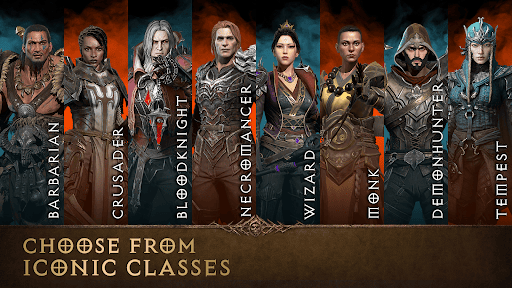 BARBARIAN
CRUSADER
BLOODKNIGHT
NECROMANCER
WIZARD
MONK
DEMONHUNTER
TEMPEST
CHOOSE FROM
ICONIC CLASSES